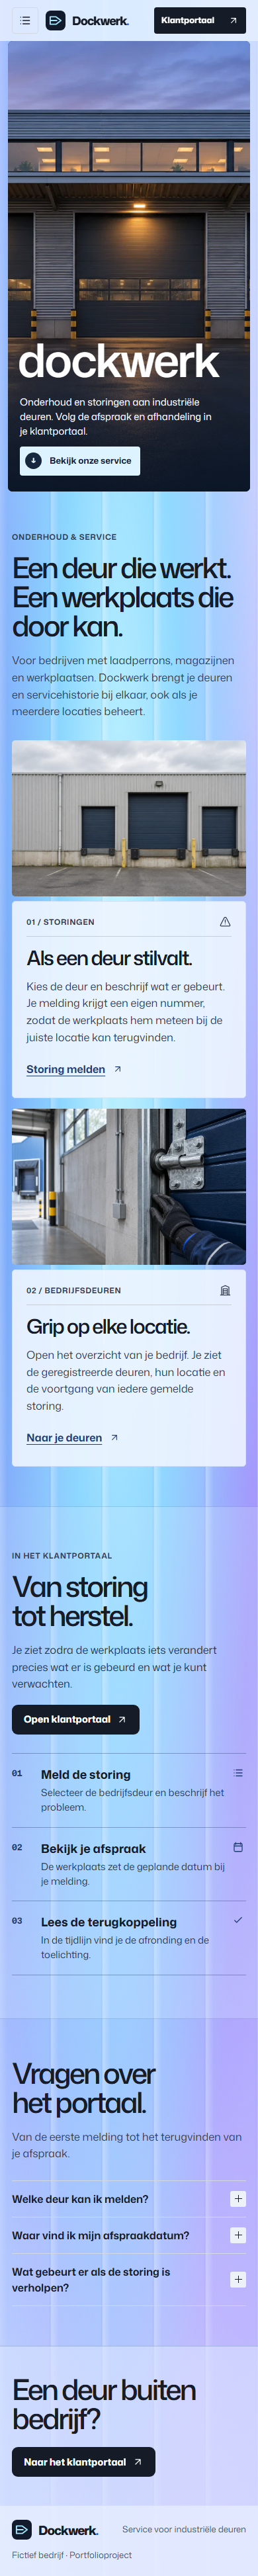 Dockwerk.
Klantportaal
dockwerk
Onderhoud en storingen aan industriële
deuren. Volg de afspraak en afhandeling in
je klantportaal.
Bekijk onze service
ONDERHOUD & SERVICE
Een deur die werkt.
Een werkplaats die
door kan.
Voor bedrijven met laadperrons, magazijnen
en werkplaatsen. Dockwerk brengt je deuren
en servicehistorie bij elkaar, ook als je
meerdere locaties beheert.
01 / STORINGEN
Als een deur stilvalt.
Kies de deur en beschrijf wat er gebeurt.
Je melding krijgt een eigen nummer,
zodat de werkplaats hem meteen bij de
juiste locatie kan terugvinden.
Storing melden
02 / BEDRIJFSDEUREN
Grip op elke locatie.
Open het overzicht van je bedrijf. Je ziet
de geregistreerde deuren, hun locatie en
de voortgang van iedere gemelde
storing.
Naar je deuren
IN HET KLANTPORTAAL
Van storing
tot herstel.
Je ziet zodra de werkplaats iets verandert
precies wat er is gebeurd en wat je kunt
verwachten.
Open klantportaal
01 Meld de storing
Selecteer de bedrijfsdeur en beschrijf het
probleem.
02 Bekijk je afspraak
De werkplaats zet de geplande datum bij
je melding.
03 Lees de terugkoppeling
In de tijdlijn vind je de afronding en de
toelichting.
Vragen over
het portaal.
Van de eerste melding tot het terugvinden van
je afspraak.
Welke deur kan ik melden?
Waar vind ik mijn afspraakdatum?
Wat gebeurt er als de storing is
verholpen?
Een deur buiten
bedrijf?
Naar het klantportaal
Dockwerk. Service voor industriële deuren
Fictief bedrijf · Portfolioproject